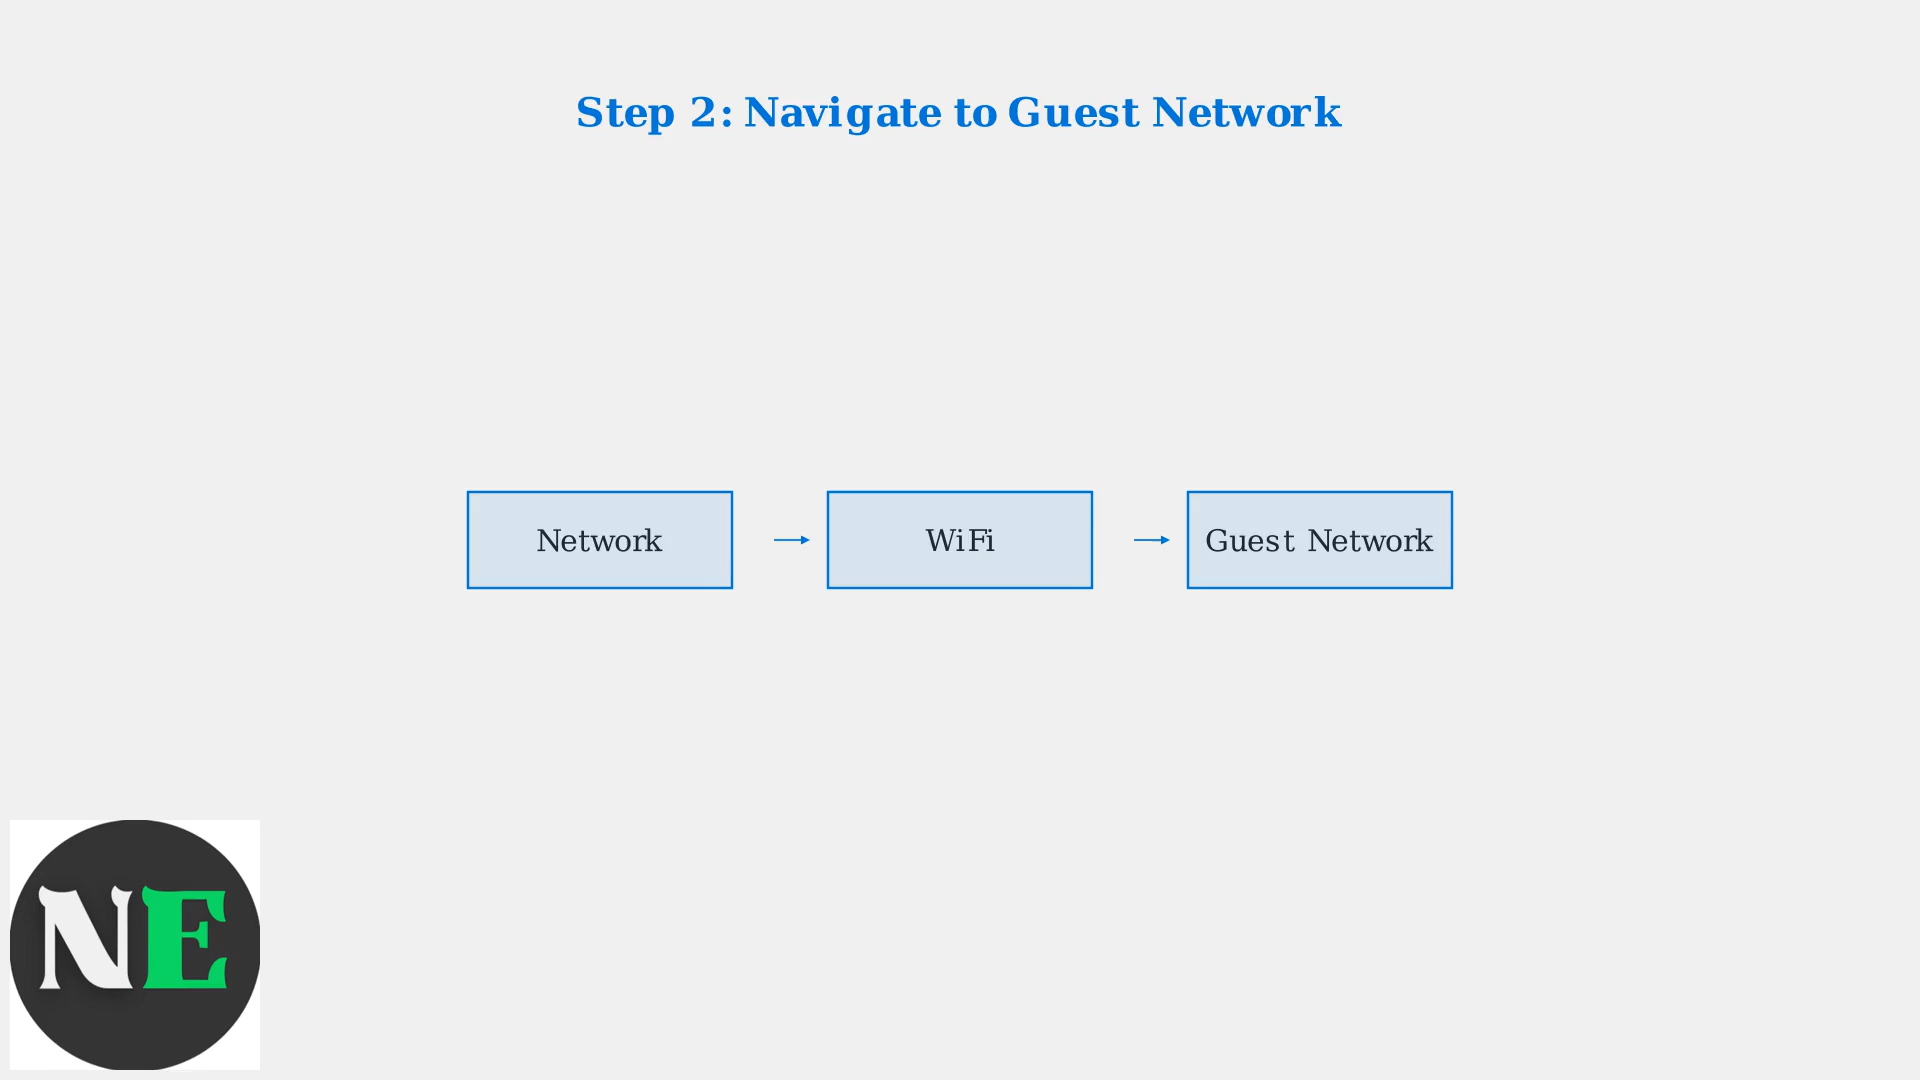 Step 2: Navigate to Guest Network
Network
WiFi
Guest Network
NE